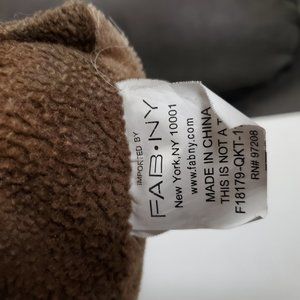 IMPORTED BY
FAB•NY
New York, NY 10001
www.fabny.com
MADE IN CHINA
THIS IS NOT A
F18179-QKT-1
RN# 97208